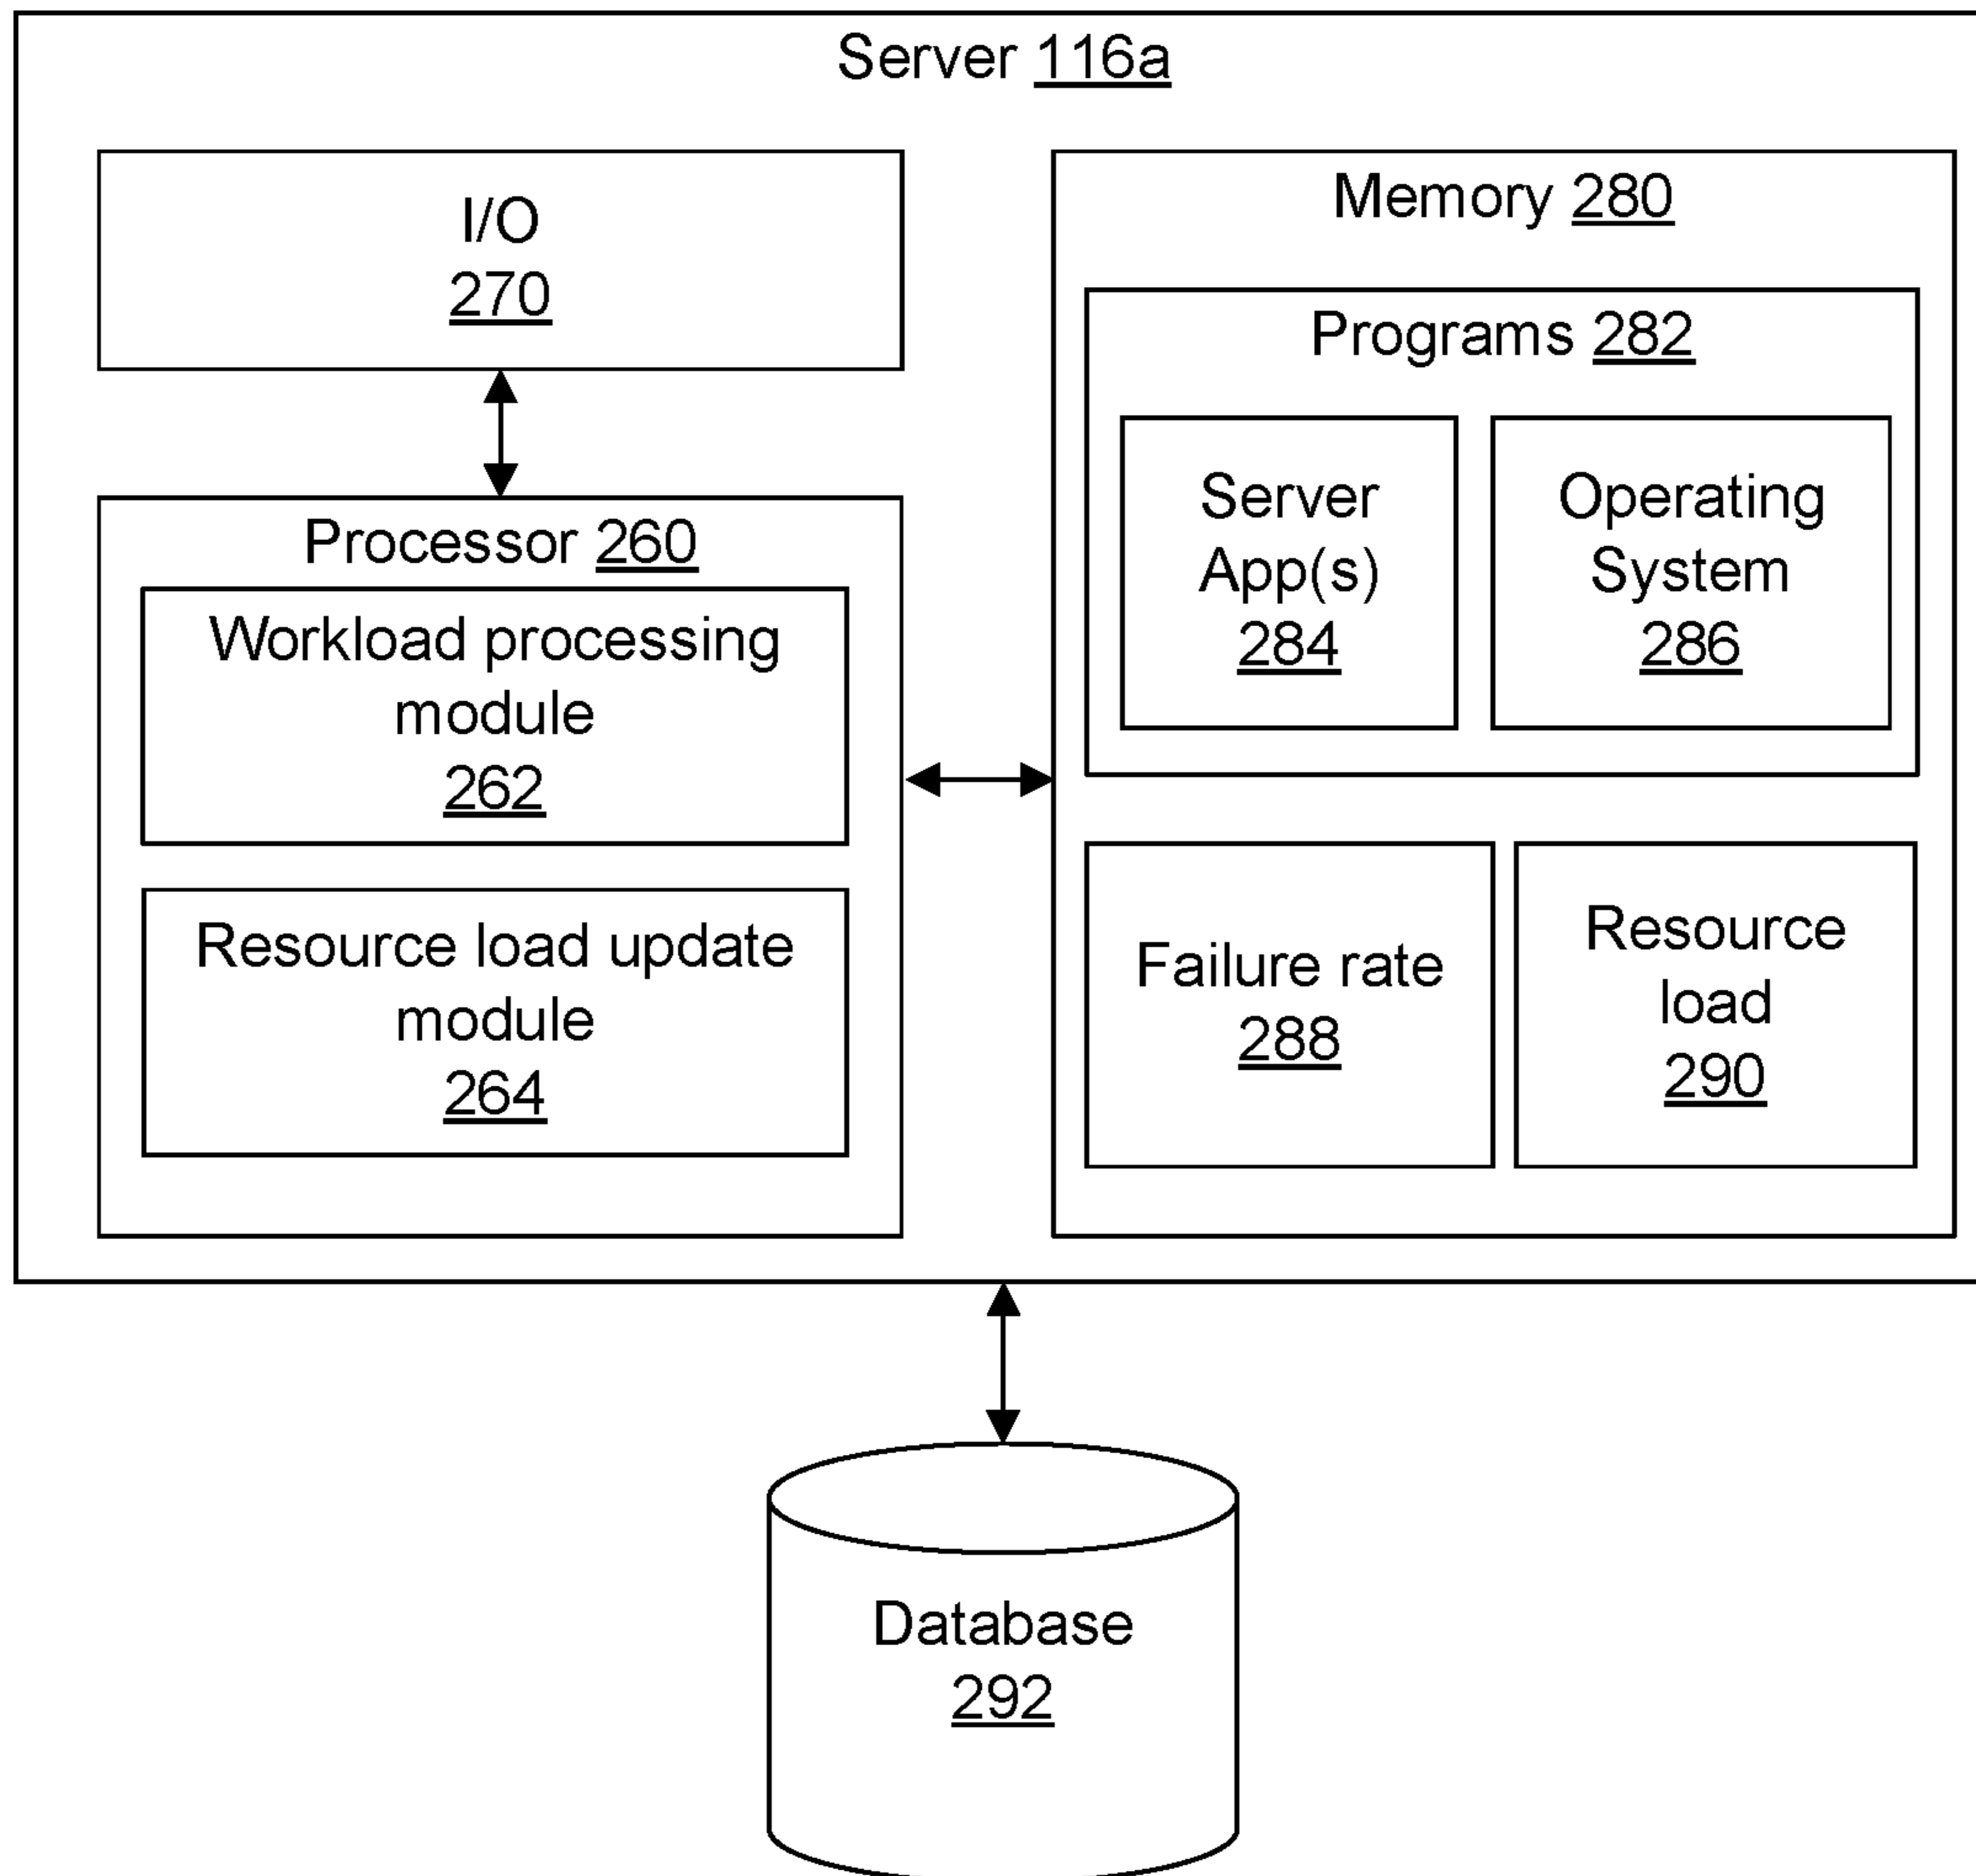 Server 116a
I/O
270
Processor 260
Workload processing
module
262
Resource load update
module
264
Memory 280
Programs 282
Server
App(s)
284
Operating
System
286
Failure rate
288
Resource
load
290
Database
292